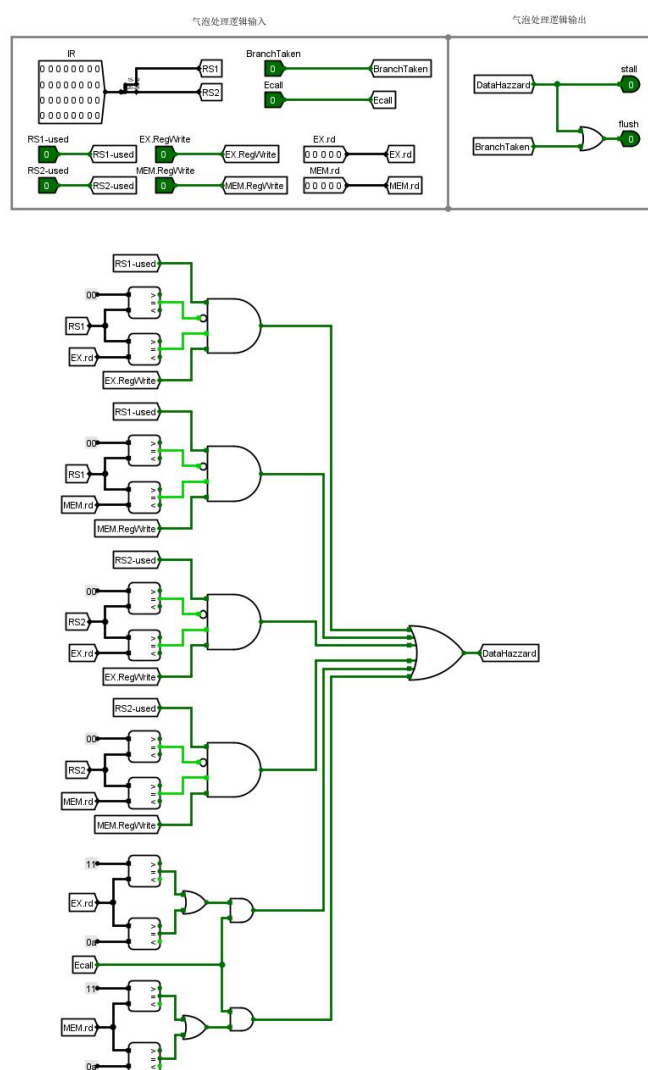 气泡处理逻辑输入
气泡处理逻辑输出
IR
0 0 0 0 0 0 0 0
0 0 0 0 0 0 0 0
0 0 0 0 0 0 0 0
0 0 0 0 0 0 0 0
RS1
RS2
BranchTaken
0
BranchTaken
Ecall
0
Ecall
RS1-used
0
RS1-used
RS2-used
0
RS2-used
EX.RegWrite
0
EX.RegWrite
MEM.RegWrite
0
MEM.RegWrite
EX.rd
0 0 0 0 0
EX.rd
MEM.rd
0 0 0 0 0
MEM.rd
DataHazzard
BranchTaken
stall
0
flush
0
RS1-used
00
RS1
EX.rd
EX.RegWrite
> = <
> = <
RS1-used
00
RS1
MEM.rd
MEM.RegWrite
> = <
> = <
RS2-used
00
RS2
EX.rd
EX.RegWrite
> = <
> = <
DataHazzard
RS2-used
00
RS2
MEM.rd
MEM.RegWrite
> = <
> = <
11
EX.rd
0a
> = <
> = <
Ecall
11
MEM.rd
0a
> = <
> = <